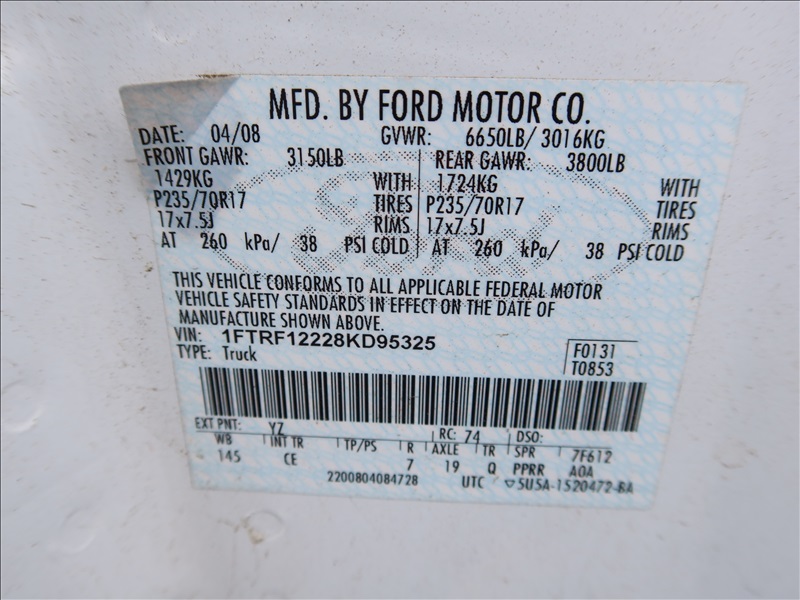 MFD. BY FORD MOTOR CO.
DATE: 04/08 GVWR: 6650LB/ 3016KG
FRONT GAWR: 3150LB REAR GAWR: 3800LB
1429KG WITH 1724KG WITH
P235/70R17 TIRES P235/70R17 TIRES
17x7.5J RIMS 17x7.5J RIMS
AT 260 kPa/ 38 PSI COLD AT 260 kPa/ 38 PSI COLD
THIS VEHICLE CONFORMS TO ALL APPLICABLE FEDERAL MOTOR
VEHICLE SAFETY STANDARDS IN EFFECT ON THE DATE OF
MANUFACTURE SHOWN ABOVE.
VIN: 1FTRF12228KD95325
TYPE: Truck
F0131
T0853
EXT PNT: YZ RC: 74 DSO:
WB INT TR TP/PS R AXLE TR SPR 7F612
145 CE 7 19 Q PPRR AOA
2200804084728 UTC 5U5A-1520472-BA